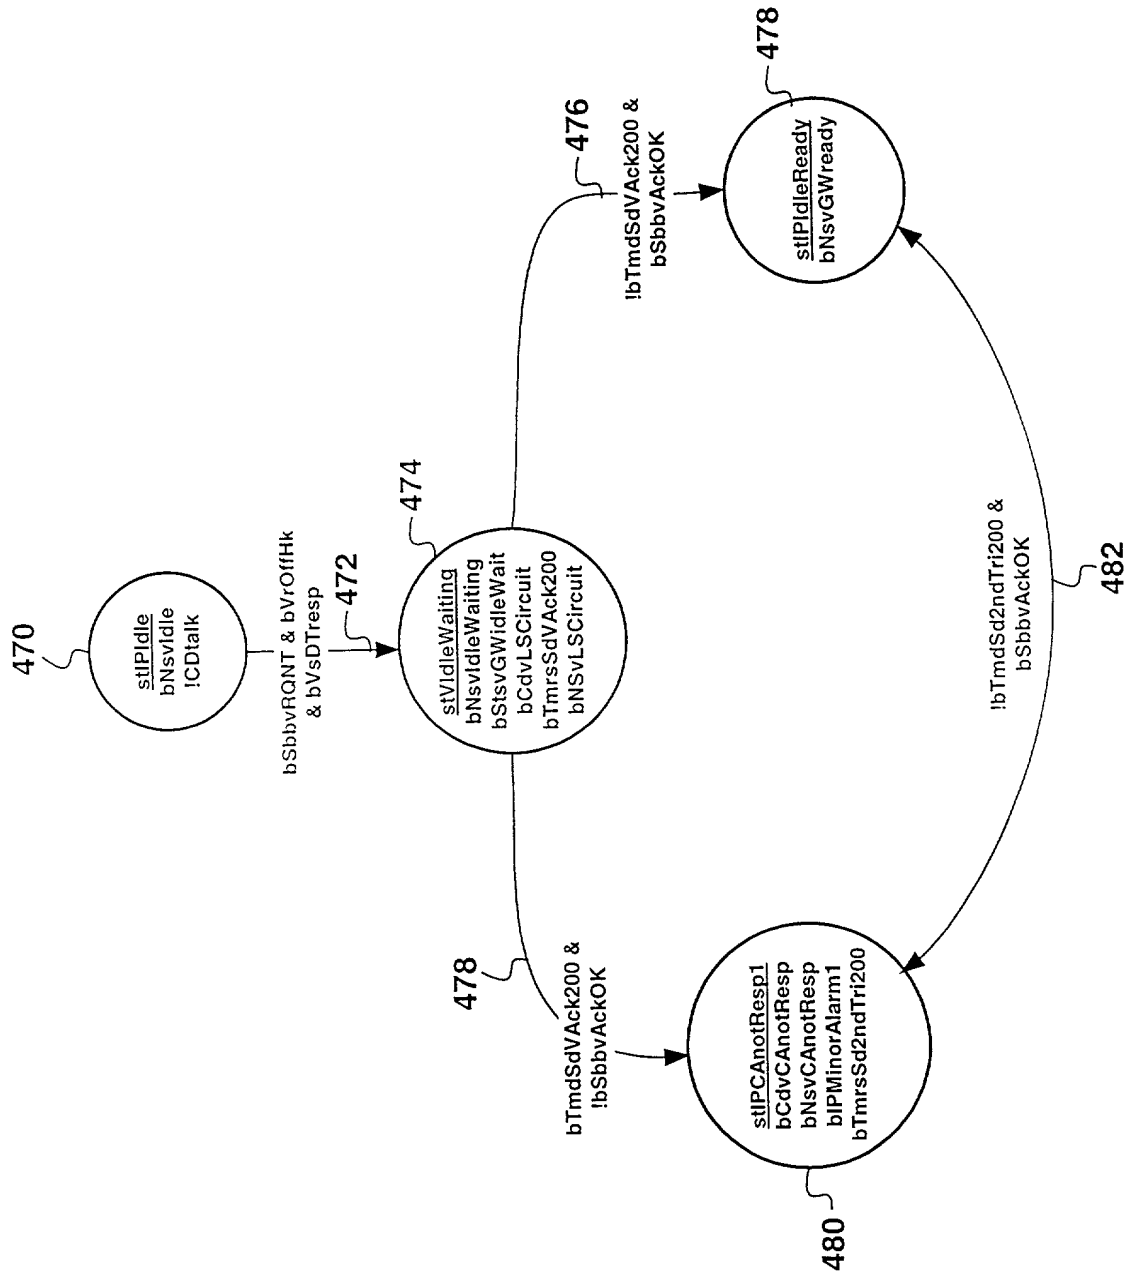 470
stIPIdle
bNsvIdle
!CDtalk
bSbbvRQNT & bVrOffHk
& bVsDTresp
472
474
stVIdleWaiting
bNsvIdleWaiting
bStsvGWidleWait
bCdvLSCircuit
bTmrsSdVAck200
bNSvLSCircuit
476
!bTmdSdVAck200 &
bSbbvAckOK
478
stIPIdleReady
bNsvGWready
478
bTmdSdVAck200 &
!bSbbvAckOK
480
stIPCAnotResp1
bCdvCAnotResp
bNsvCAnotResp
bIPMinorAlarm1
bTmrsSd2ndTri200
!bTmdSd2ndTri200 &
bSbbvAckOK
482